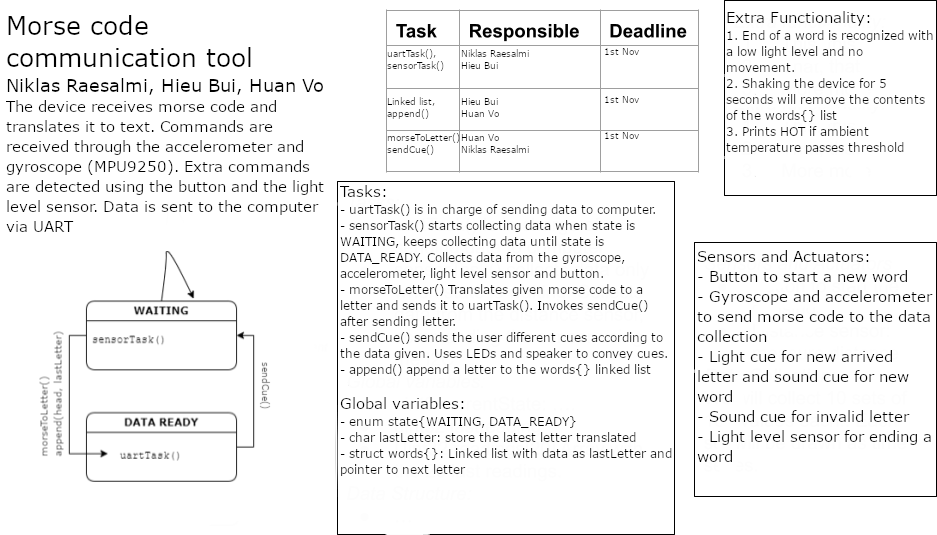 Morse code
communication tool
Niklas Raesalmi, Hieu Bui, Huan Vo
The device receives morse code and
translates it to text. Commands are
received through the accelerometer and
gyroscope (MPU9250). Extra commands
are detected using the button and the light
level sensor. Data is sent to the computer
via UART
WAITING
sensorTask()
morseToLetter()
append(head, lastLetter)
sendCue()
DATA READY
uartTask()
Task Responsible Deadline
uartTask(), Niklas Raesalmi 1st Nov
sensorTask() Hieu Bui
Linked list, Hieu Bui 1st Nov
append() Huan Vo
morseToLetter() Huan Vo 1st Nov
sendCue() Niklas Raesalmi
Tasks:
- uartTask() is in charge of sending data to computer.
- sensorTask() starts collecting data when state is
WAITING, keeps collecting data until state is
DATA_READY. Collects data from the gyroscope,
accelerometer, light level sensor and button.
- morseToLetter() Translates given morse code to a
letter and sends it to uartTask(). Invokes sendCue()
after sending letter.
- sendCue() sends the user different cues according to
the data given. Uses LEDs and speaker to convey cues.
- append() append a letter to the words{} linked list
Global variables:
- enum state{WAITING, DATA_READY}
- char lastLetter: store the latest letter translated
- struct words{}: Linked list with data as lastLetter and
pointer to next letter
Extra Functionality:
1. End of a word is recognized with
a low light level and no
movement.
2. Shaking the device for 5
seconds will remove the contents
of the words{} list
3. Prints HOT if ambient
temperature passes threshold
Sensors and Actuators:
- Button to start a new word
- Gyroscope and accelerometer
to send morse code to the data
collection
- Light cue for new arrived
letter and sound cue for new
word
- Sound cue for invalid letter
- Light level sensor for ending a
word